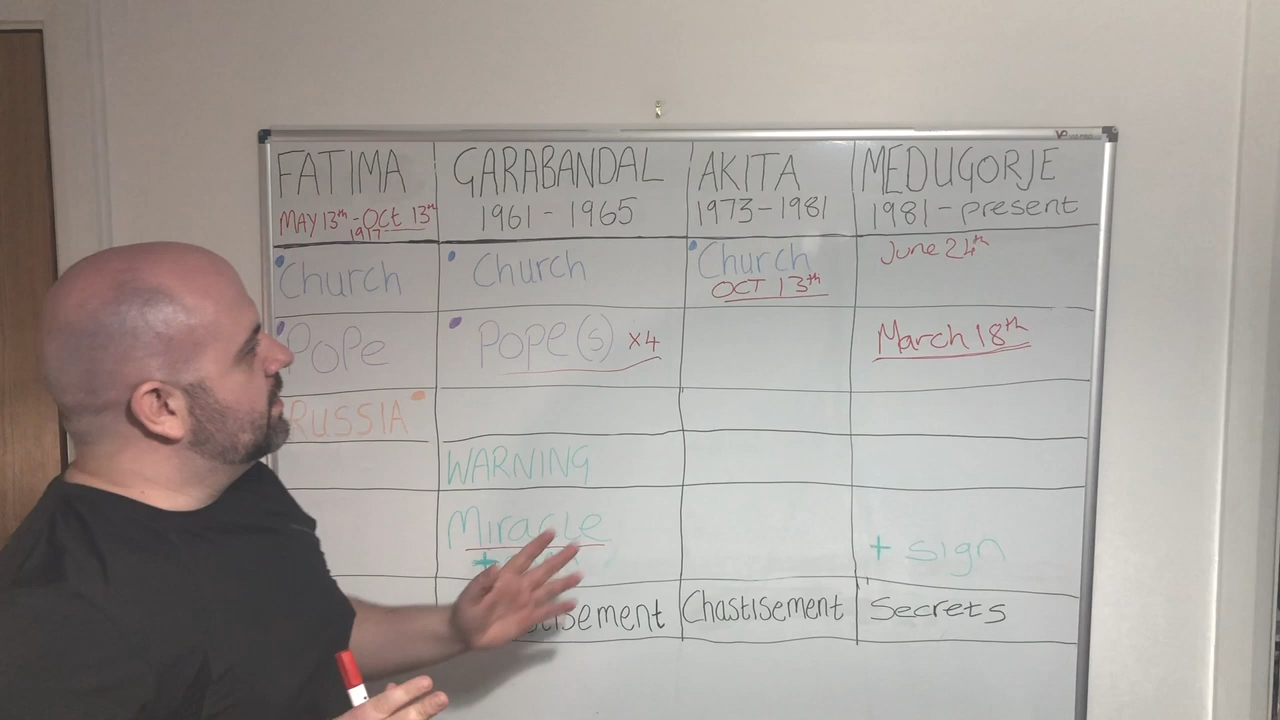 FATIMA GARABANDAL AKITA MEDUGORJE
MAY 13th - OCT 13th 1961 - 1965 1973 - 1981 1981 - present
1917
Church Church Church June 24th
OCT 13th
POPE POPE(S) x4 March 18th
RUSSIA
WARNING
Miracle
+ + sign
Chastisement Secrets